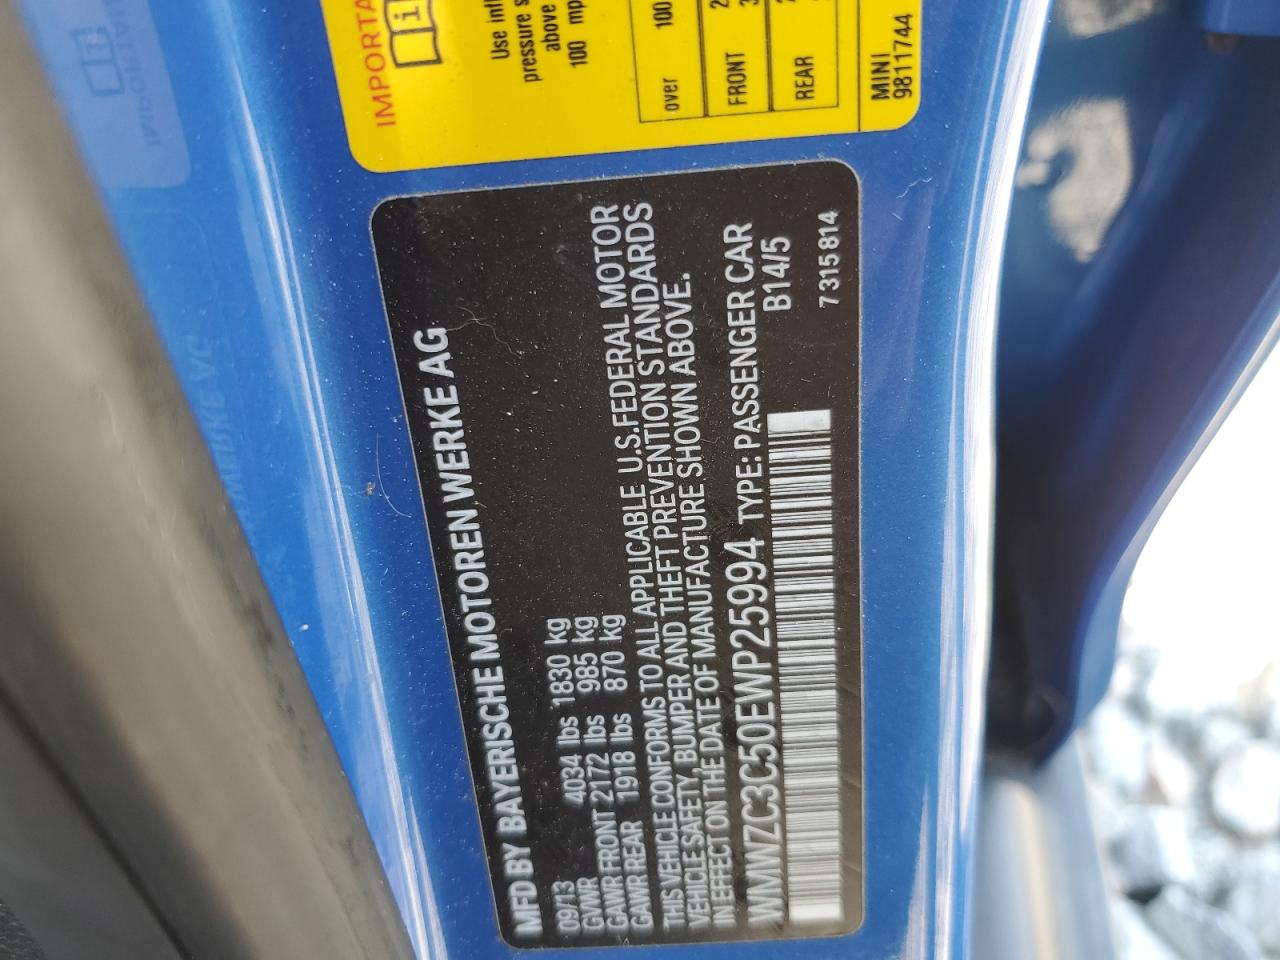 IMPORTA
Use inf
pressure s
above
100 mp
over 100
FRONT
REAR
MINI
9811744
MFD BY BAYERISCHE MOTOREN WERKE AG
09/13
GVWR 4034 lbs 1830 kg
GAWR FRONT 2172 lbs 985 kg
GAWR REAR 1918 lbs 870 kg
THIS VEHICLE CONFORMS TO ALL APPLICABLE U.S.FEDERAL MOTOR
VEHICLE SAFETY, BUMPER AND THEFT PREVENTION STANDARDS
IN EFFECT ON THE DATE OF MANUFACTURE SHOWN ABOVE.
WMWZC3C50EWP25994 TYPE: PASSENGER CAR
B14/5
7315814